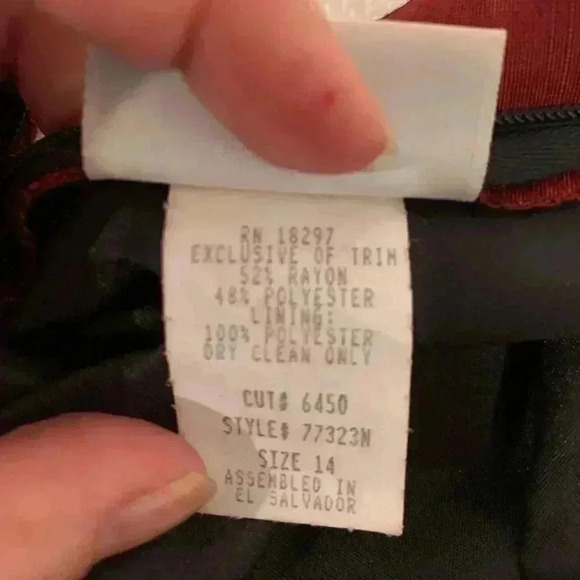 RN 18297
EXCLUSIVE OF TRIM
52% RAYON
48% POLYESTER
LINING:
100% POLYESTER
DRY CLEAN ONLY
CUT# 6450
STYLE# 77323N
SIZE 14
ASSEMBLED IN
EL SALVADOR